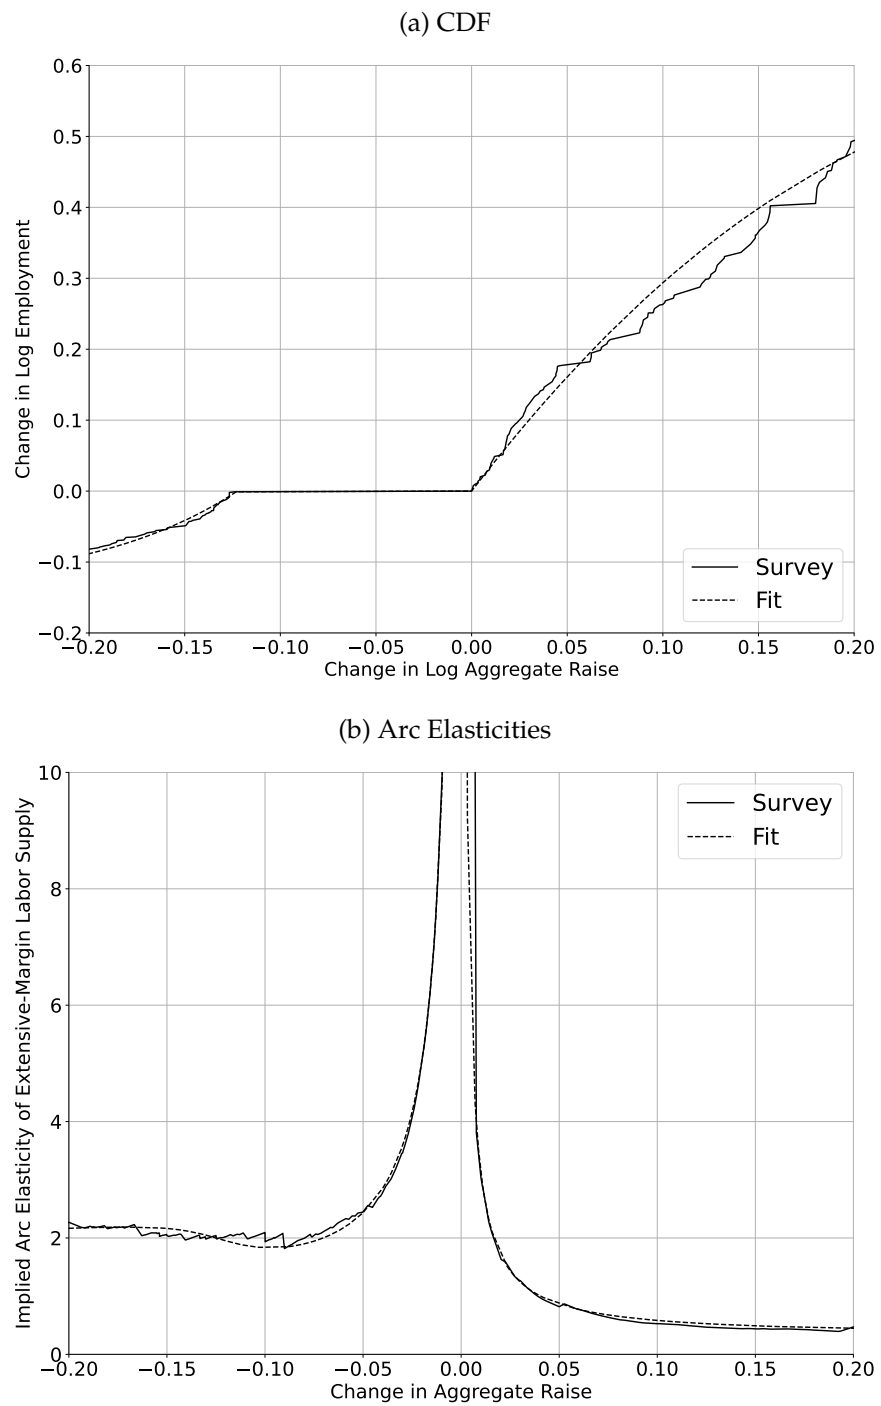 (a) CDF
0.6
0.5
0.4
0.3
0.2
0.1
0.0
−0.1
−0.2
Change in Log Employment
Survey
Fit
−0.20 −0.15 −0.10 −0.05 0.00 0.05 0.10 0.15 0.20
Change in Log Aggregate Raise
(b) Arc Elasticities
10
8
6
4
2
0
Implied Arc Elasticity of Extensive-Margin Labor Supply
Survey
Fit
−0.20 −0.15 −0.10 −0.05 0.00 0.05 0.10 0.15 0.20
Change in Aggregate Raise